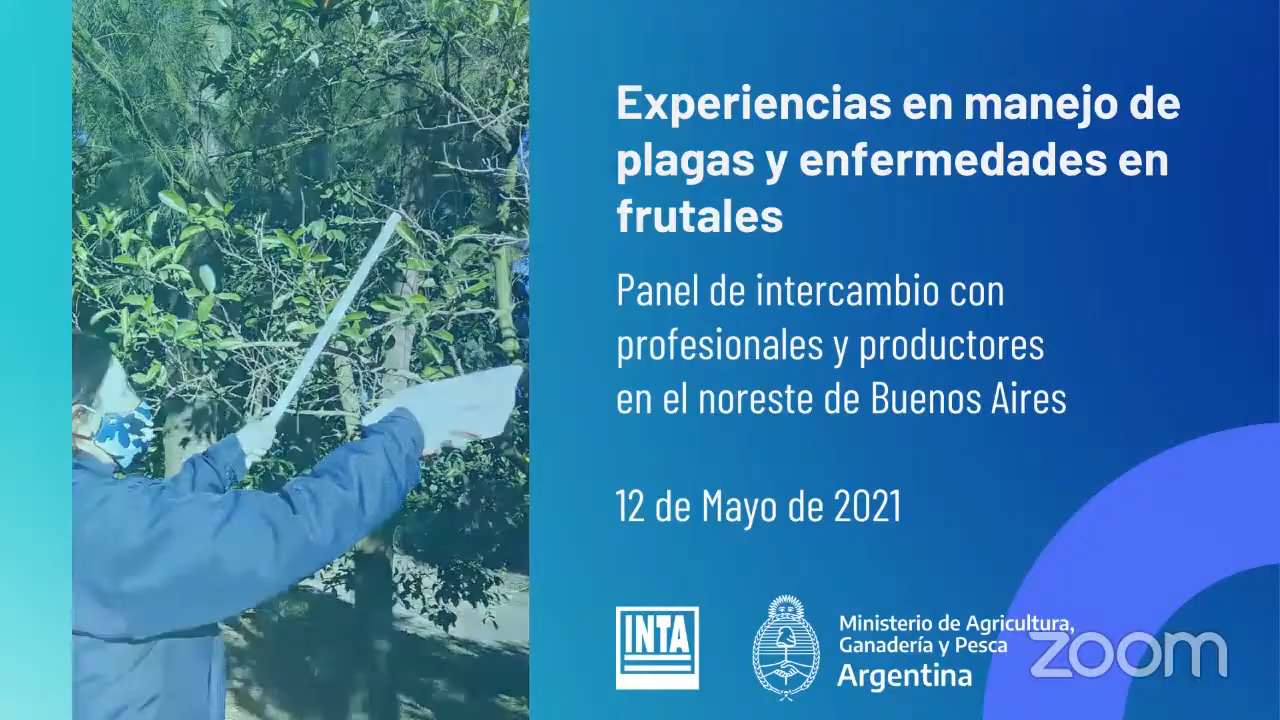 Experiencias en manejo de
plagas y enfermedades en
frutales
Panel de intercambio con
profesionales y productores
en el noreste de Buenos Aires
12 de Mayo de 2021
INTA
Ministerio de Agricultura,
Ganadería y Pesca
Argentina
zoom